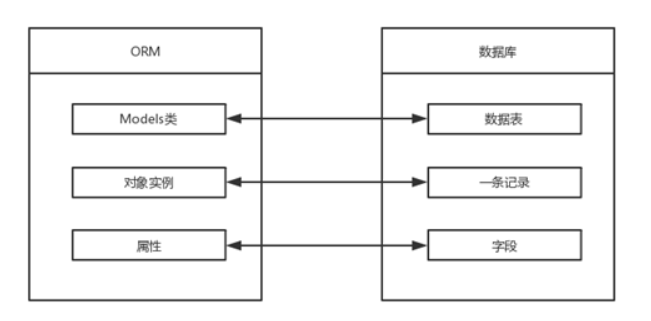 ORM
数据库
Models类
数据表
对象实例
一条记录
属性
字段